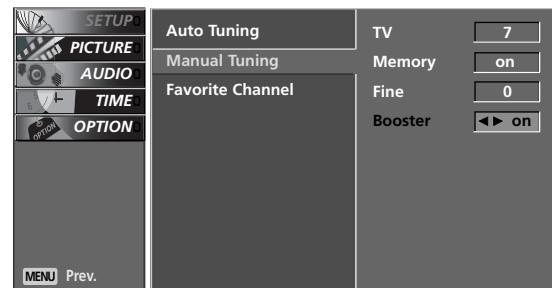 SETUP
PICTURE
AUDIO
TIME
OPTION
MENU Prev.
Auto Tuning
Manual Tuning
Favorite Channel
TV 7
Memory on
Fine 0
Booster ◄► on